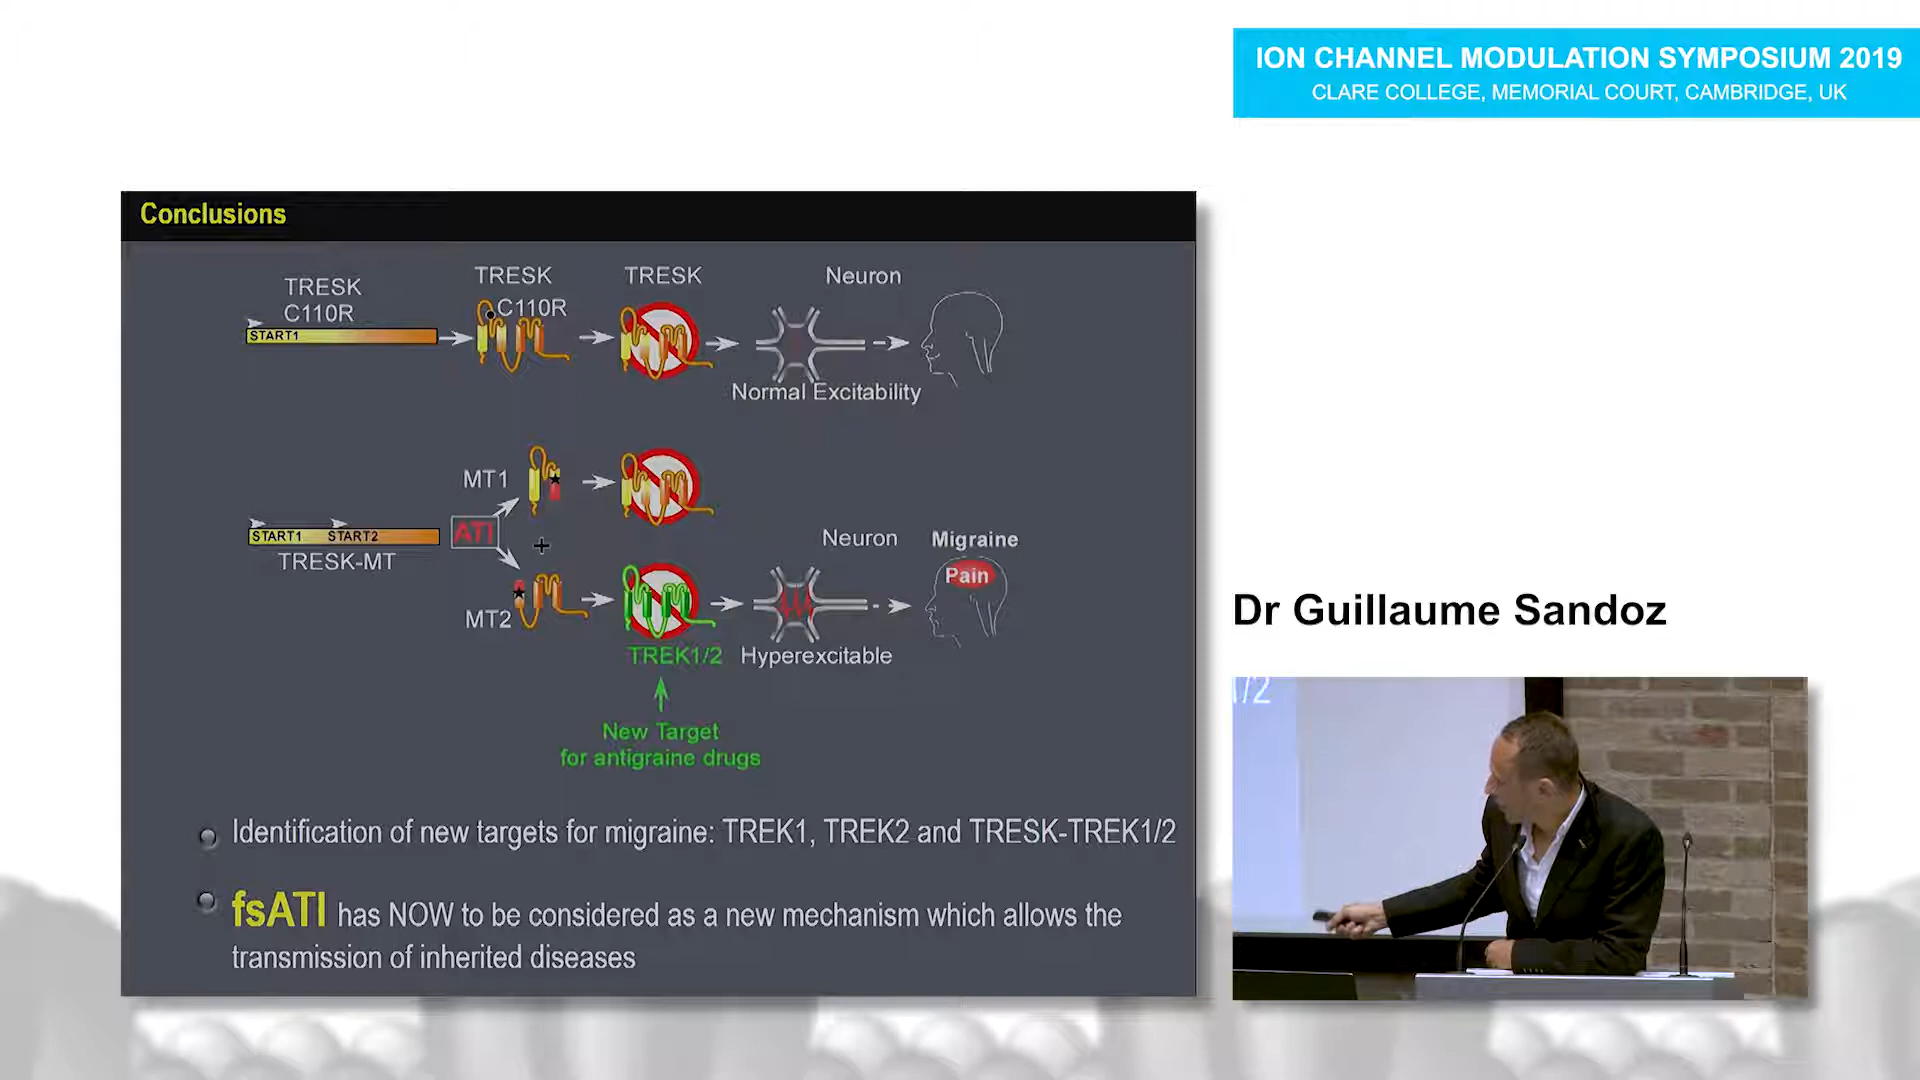 ION CHANNEL MODULATION SYMPOSIUM 2019
CLARE COLLEGE, MEMORIAL COURT, CAMBRIDGE, UK
Conclusions
TRESK
C110R
START1
TRESK
C110R
TRESK
Neuron
Normal Excitability
MT1
START1 START2
TRESK-MT
ATI
+
MT2
TREK1/2
Neuron
Hyperexcitable
Migraine
Pain
New Target
for antigraine drugs
Identification of new targets for migraine: TREK1, TREK2 and TRESK-TREK1/2
fsATI has NOW to be considered as a new mechanism which allows the
transmission of inherited diseases
Dr Guillaume Sandoz
1/2